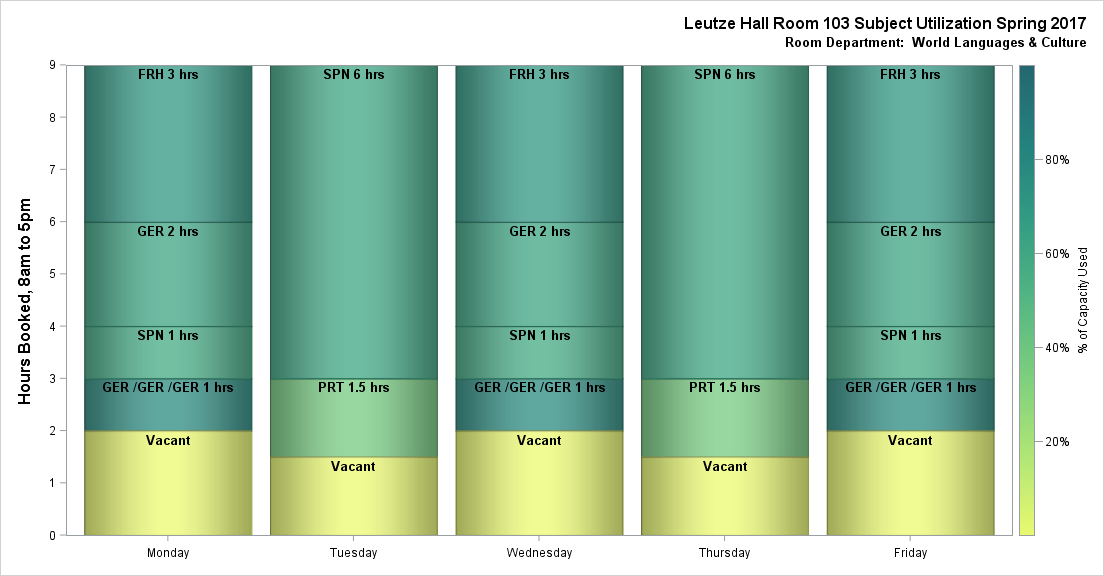 Leutze Hall Room 103 Subject Utilization Spring 2017
Room Department:  World Languages & Culture
Hours Booked, 8am to 5pm
9
8
7
6
5
4
3
2
1
0
FRH 3 hrs
GER 2 hrs
SPN 1 hrs
GER /GER /GER 1 hrs
Vacant
SPN 6 hrs
PRT 1.5 hrs
Vacant
FRH 3 hrs
GER 2 hrs
SPN 1 hrs
GER /GER /GER 1 hrs
Vacant
SPN 6 hrs
PRT 1.5 hrs
Vacant
FRH 3 hrs
GER 2 hrs
SPN 1 hrs
GER /GER /GER 1 hrs
Vacant
Monday
Tuesday
Wednesday
Thursday
Friday
80%
60%
40%
20%
% of Capacity Used